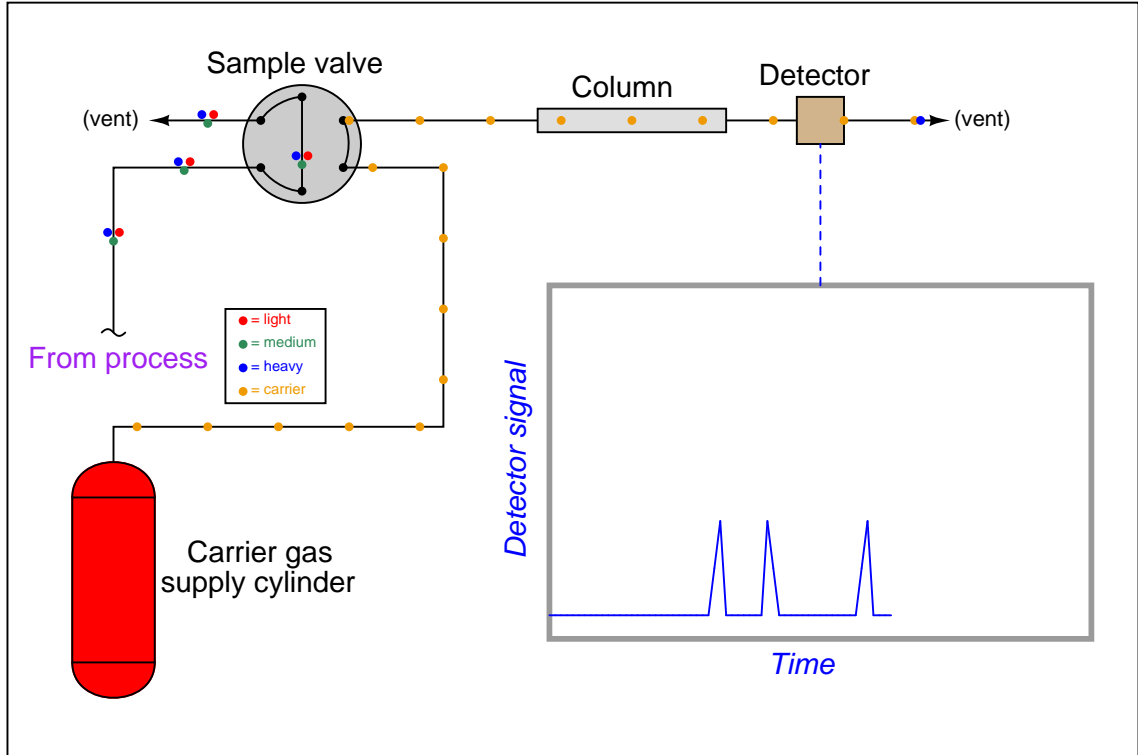 Sample valve
Column
Detector
(vent)
(vent)
= light
= medium
= heavy
= carrier
From process
Detector signal
Carrier gas
supply cylinder
Time